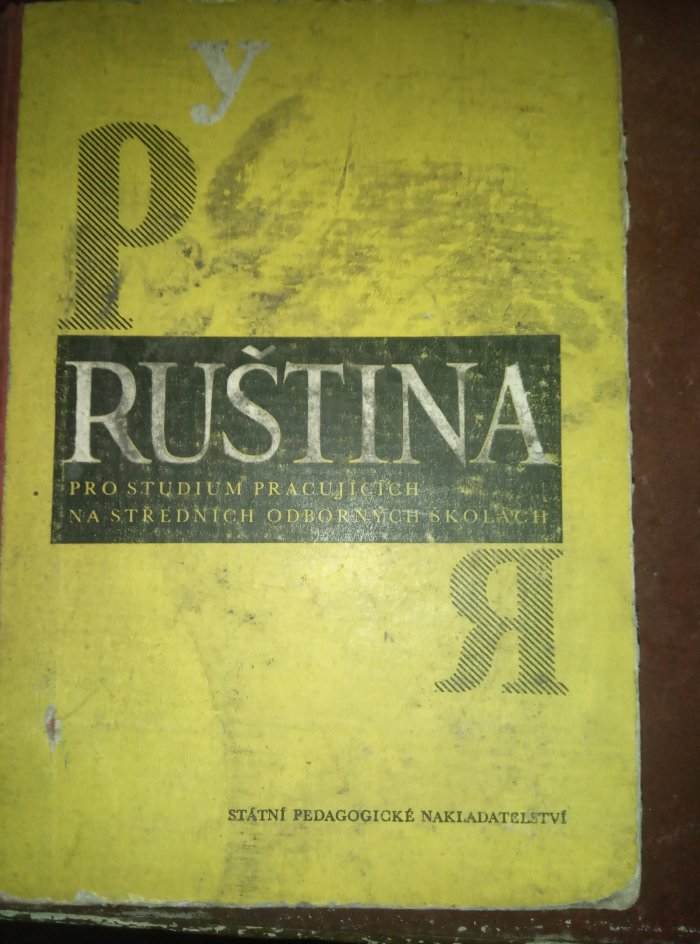 у
Р
RUŠTINA
PRO STUDIUM PRACUJÍCÍCH
NA STŘEDNÍCH ODBORNÝCH ŠKOLÁCH
Я
STÁTNÍ PEDAGOGICKÉ NAKLADATELSTVÍ